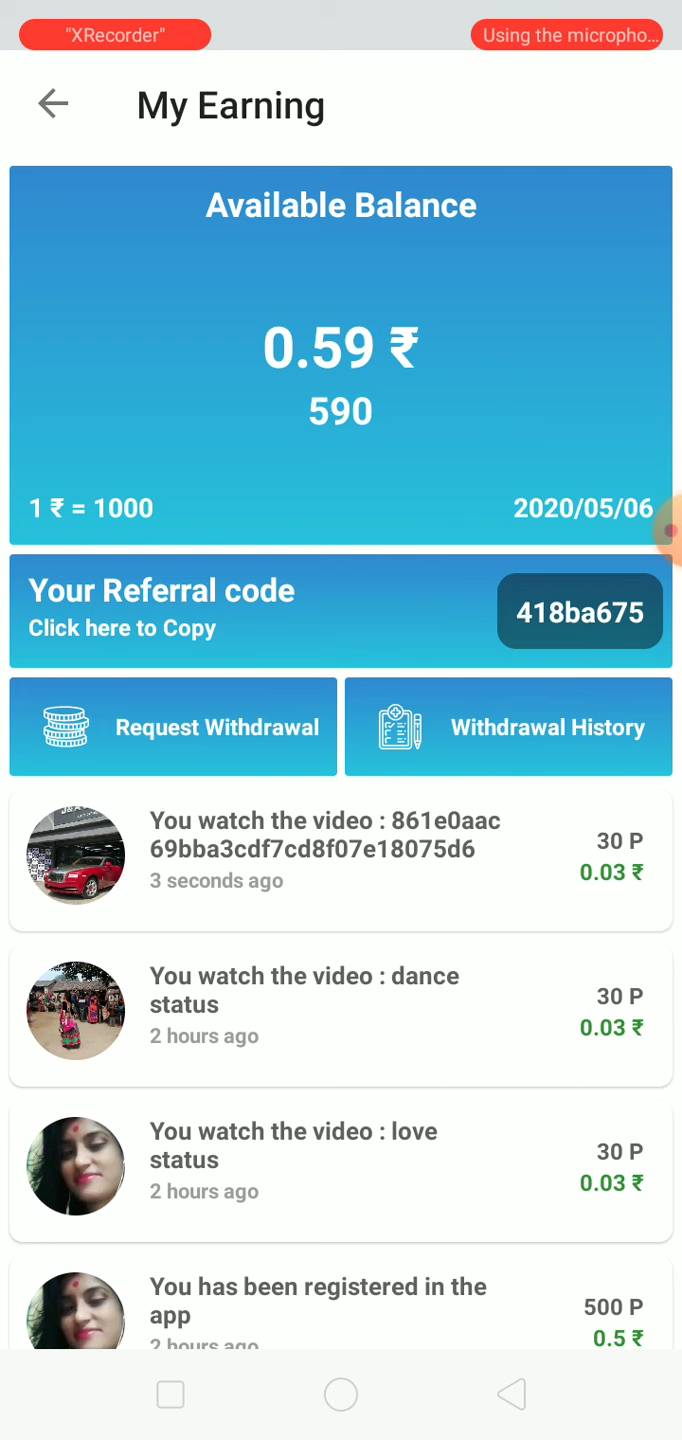 "XRecorder"
Using the micropho...
My Earning
Available Balance
0.59 ₹
590
1 ₹ = 1000
2020/05/06
Your Referral code
Click here to Copy
418ba675
Request Withdrawal
Withdrawal History
You watch the video : 861e0aac
69bba3cdf7cd8f07e18075d6
3 seconds ago
30 P
0.03 ₹
You watch the video : dance
status
2 hours ago
30 P
0.03 ₹
You watch the video : love
status
2 hours ago
30 P
0.03 ₹
You has been registered in the
app
2 hours ago
500 P
0.5 ₹